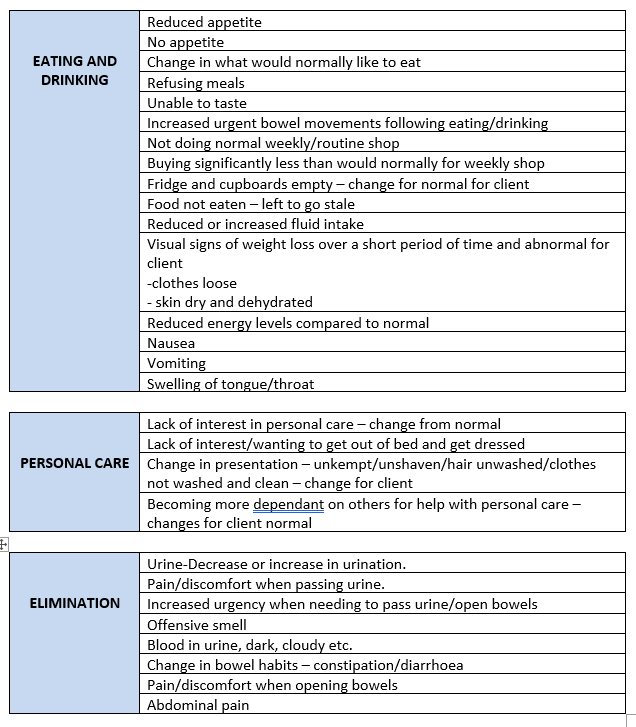 EATING AND
DRINKING
Reduced appetite
No appetite
Change in what would normally like to eat
Refusing meals
Unable to taste
Increased urgent bowel movements following eating/drinking
Not doing normal weekly/routine shop
Buying significantly less than would normally for weekly shop
Fridge and cupboards empty – change for normal for client
Food not eaten – left to go stale
Reduced or increased fluid intake
Visual signs of weight loss over a short period of time and abnormal for
client
-clothes loose
- skin dry and dehydrated
Reduced energy levels compared to normal
Nausea
Vomiting
Swelling of tongue/throat
PERSONAL CARE
Lack of interest in personal care – change from normal
Lack of interest/wanting to get out of bed and get dressed
Change in presentation – unkempt/unshaven/hair unwashed/clothes
not washed and clean – change for client
Becoming more dependant on others for help with personal care –
changes for client normal
ELIMINATION
Urine-Decrease or increase in urination.
Pain/discomfort when passing urine.
Increased urgency when needing to pass urine/open bowels
Offensive smell
Blood in urine, dark, cloudy etc.
Change in bowel habits – constipation/diarrhoea
Pain/discomfort when opening bowels
Abdominal pain